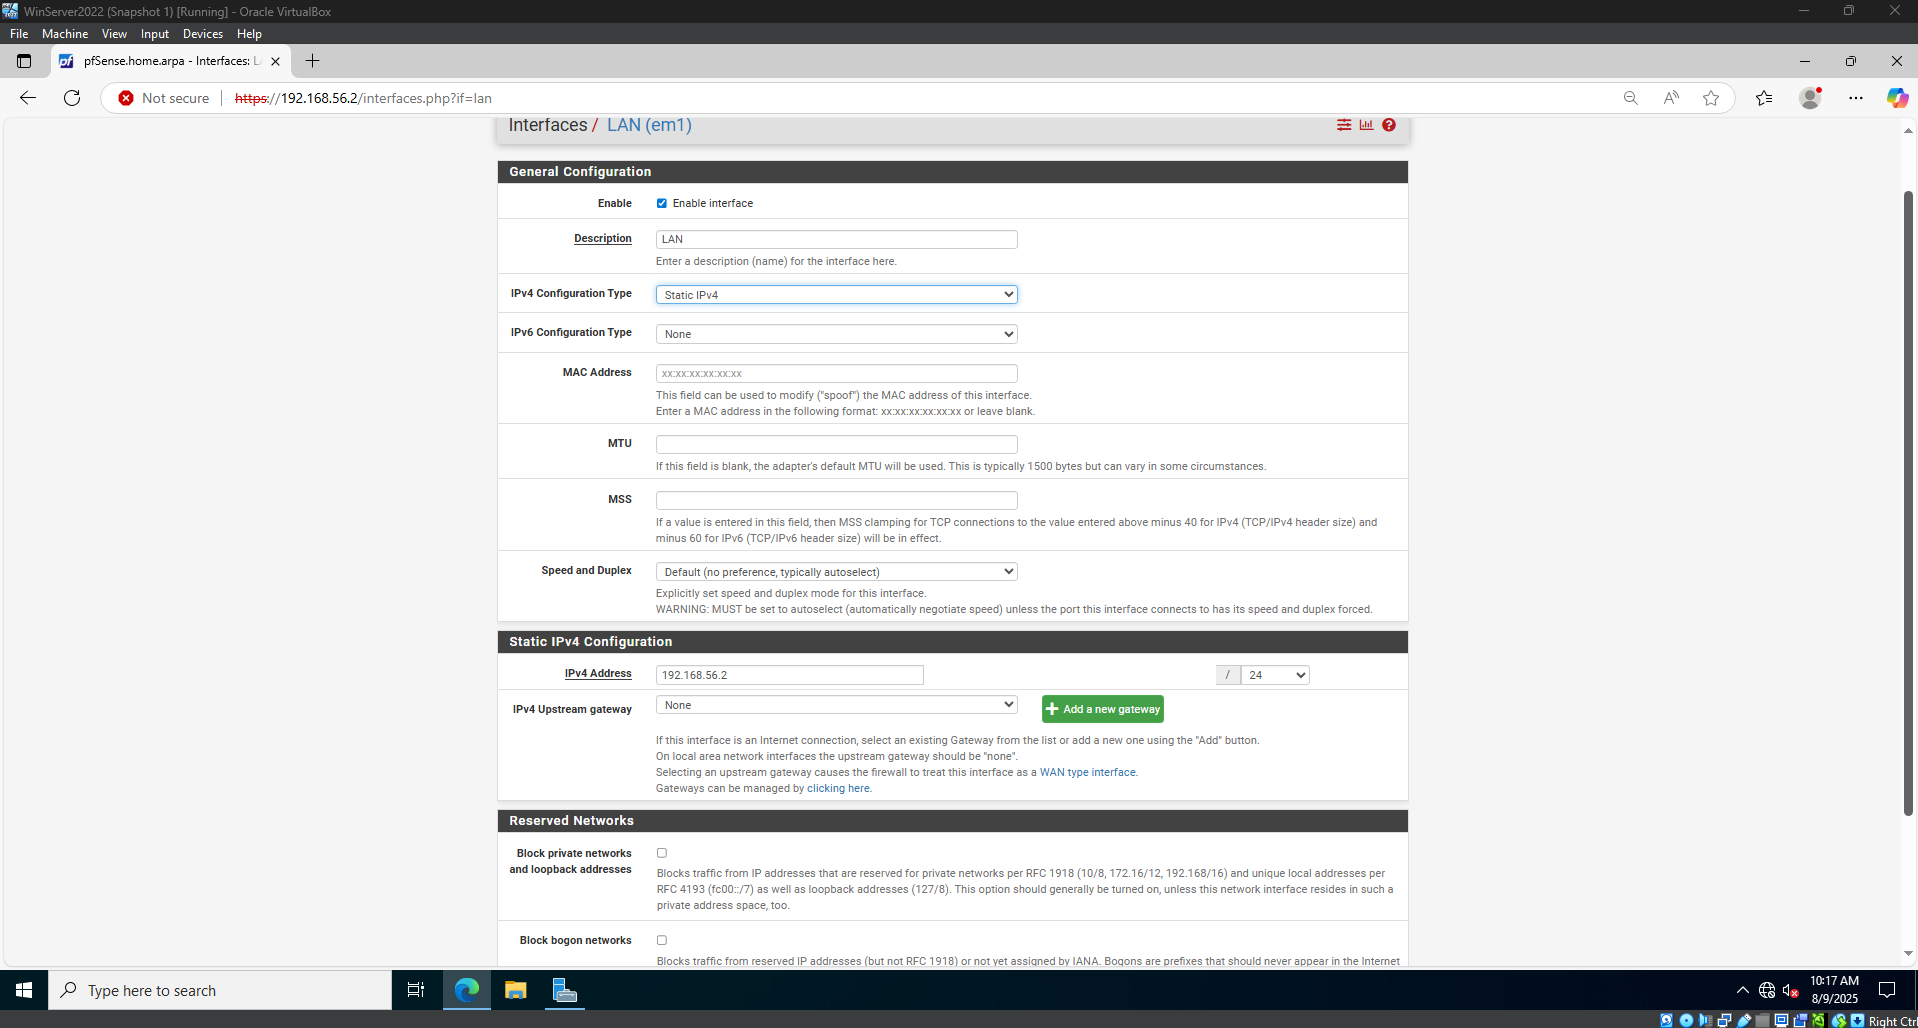 WinServer2022 (Snapshot 1) [Running] - Oracle VirtualBox
File Machine View Input Devices Help
pfSense.home.arpa - Interfaces: L
Not secure https://192.168.56.2/interfaces.php?if=lan
Interfaces / LAN (em1)
General Configuration
Enable Enable interface
Description LAN
Enter a description (name) for the interface here.
IPv4 Configuration Type Static IPv4
IPv6 Configuration Type None
MAC Address xx:xx:xx:xx:xx:xx
This field can be used to modify ("spoof") the MAC address of this interface.
Enter a MAC address in the following format: xx:xx:xx:xx:xx:xx or leave blank.
MTU
If this field is blank, the adapter's default MTU will be used. This is typically 1500 bytes but can vary in some circumstances.
MSS
If a value is entered in this field, then MSS clamping for TCP connections to the value entered above minus 40 for IPv4 (TCP/IPv4 header size) and
minus 60 for IPv6 (TCP/IPv6 header size) will be in effect.
Speed and Duplex Default (no preference, typically autoselect)
Explicitly set speed and duplex mode for this interface.
WARNING: MUST be set to autoselect (automatically negotiate speed) unless the port this interface connects to has its speed and duplex forced.
Static IPv4 Configuration
IPv4 Address 192.168.56.2 / 24
IPv4 Upstream gateway None + Add a new gateway
If this interface is an Internet connection, select an existing Gateway from the list or add a new one using the "Add" button.
On local area network interfaces the upstream gateway should be "none".
Selecting an upstream gateway causes the firewall to treat this interface as a WAN type interface.
Gateways can be managed by clicking here.
Reserved Networks
Block private networks
and loopback addresses
Blocks traffic from IP addresses that are reserved for private networks per RFC 1918 (10/8, 172.16/12, 192.168/16) and unique local addresses per
RFC 4193 (fc00::/7) as well as loopback addresses (127/8). This option should generally be turned on, unless this network interface resides in such a
private address space, too.
Block bogon networks
Blocks traffic from reserved IP addresses (but not RFC 1918) or not yet assigned by IANA. Bogons are prefixes that should never appear in the Internet
Type here to search
10:17 AM
8/9/2025
Right Ctrl